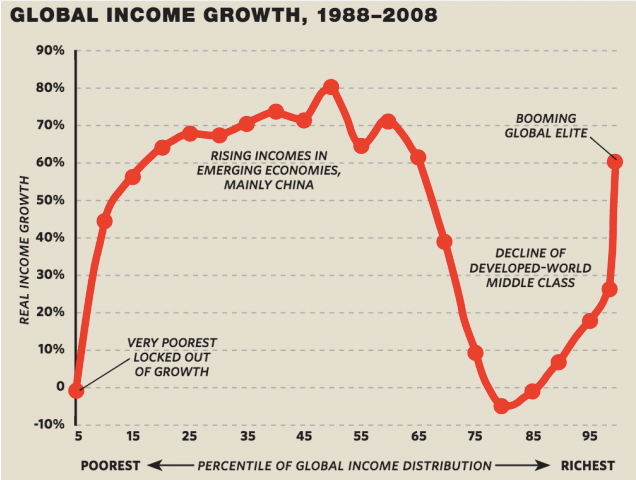 GLOBAL INCOME GROWTH, 1988–2008
90%
80%
70%
60%
50%
40%
30%
20%
10%
0
-10%
REAL INCOME GROWTH
BOOMING
GLOBAL ELITE
RISING INCOMES IN
EMERGING ECONOMIES,
MAINLY CHINA
DECLINE OF
DEVELOPED-WORLD
MIDDLE CLASS
VERY POOREST
LOCKED OUT
OF GROWTH
5 15 25 35 45 55 65 75 85 95
POOREST PERCENTILE OF GLOBAL INCOME DISTRIBUTION RICHEST